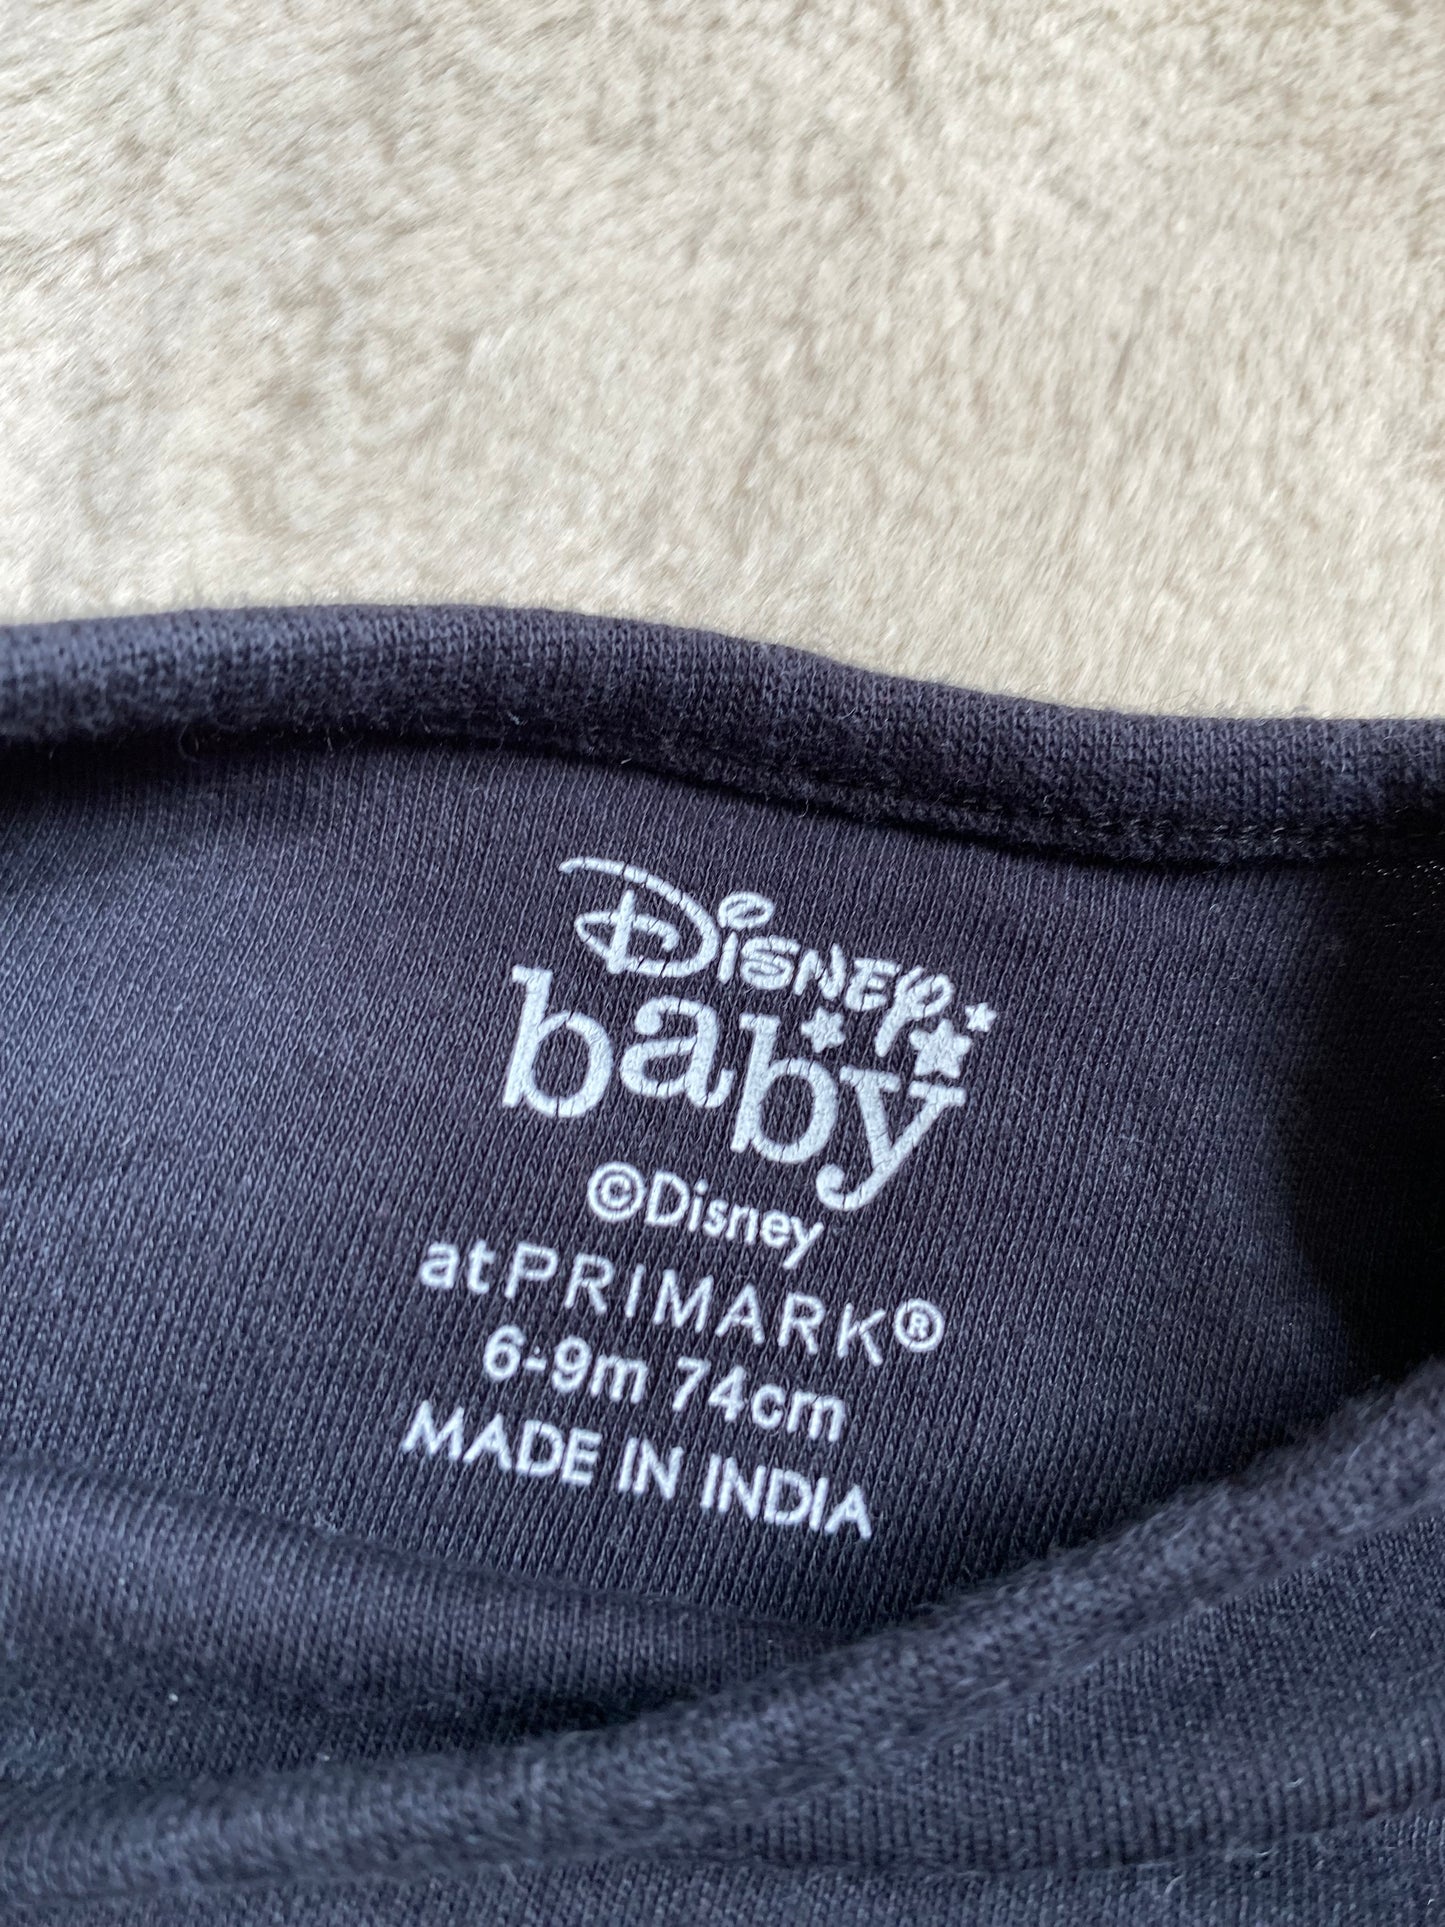 Disney
baby
©Disney
at PRIMARK®
6-9m 74cm
MADE IN INDIA